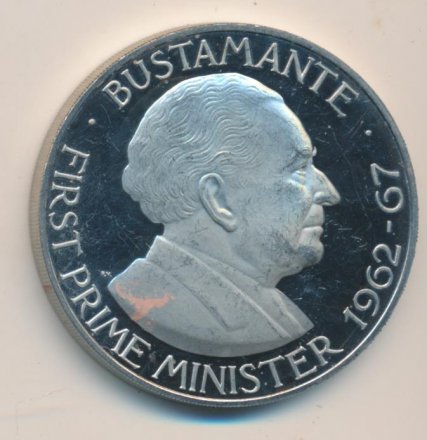 · BUSTAMANTE ·
FIRST PRIME MINISTER 1962-67